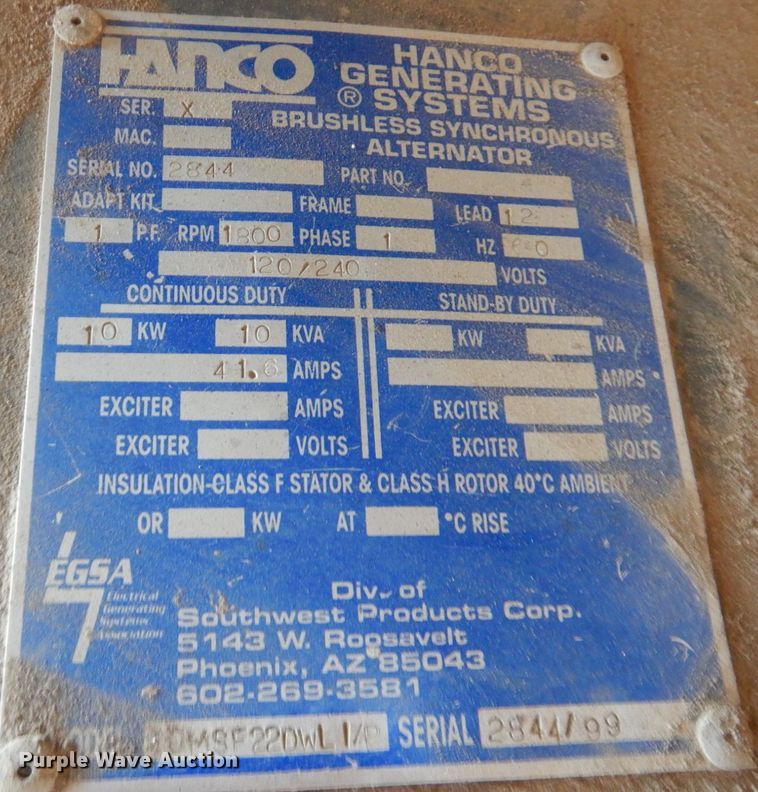 HANCO
HANCO
GENERATING
® SYSTEMS
BRUSHLESS SYNCHRONOUS
ALTERNATOR
SER. X
MAC.
SERIAL NO. 2844 PART NO.
ADAPT KIT FRAME LEAD 12
1 P.F. RPM 1800 PHASE 1 HZ 60
120/240 VOLTS
CONTINUOUS DUTY STAND-BY DUTY
10 KW 10 KVA KW KVA
41.6 AMPS AMPS
EXCITER AMPS EXCITER AMPS
EXCITER VOLTS EXCITER VOLTS
INSULATION-CLASS F STATOR & CLASS H ROTOR 40°C AMBIENT
OR KW AT °C RISE
EGSA
Electrical
Generating
Systems
Association
Div. of
Southwest Products Corp.
5143 W. Roosavelt
Phoenix, AZ 85043
602-269-3581
SERIAL 2844/99
Purple Wave Auction